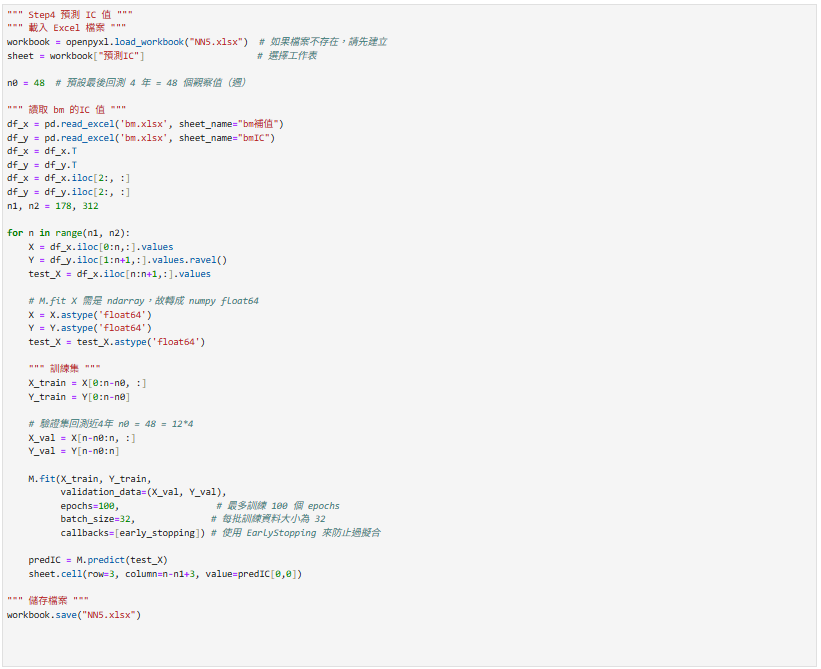 """ Step4 預測 IC 值 """
""" 載入 Excel 檔案 """
workbook = openpyxl.load_workbook("NN5.xlsx")  # 如果檔案不存在，請先建立
sheet = workbook["預測IC"]                     # 選擇工作表
n0 = 48  # 預設最後回測 4 年 = 48 個觀察值（週）
""" 讀取 bm 的IC 值 """
df_x = pd.read_excel('bm.xlsx', sheet_name="bm補值")
df_y = pd.read_excel('bm.xlsx', sheet_name="bmIC")
df_x = df_x.T
df_y = df_y.T
df_x = df_x.iloc[2:, :]
df_y = df_y.iloc[2:, :]
n1, n2 = 178, 312
for n in range(n1, n2):
    X = df_x.iloc[0:n,:].values
    Y = df_y.iloc[1:n+1,:].values.ravel()
    test_X = df_x.iloc[n:n+1,:].values
    # M.fit X 需是 ndarray，故轉成 numpy float64
    X = X.astype('float64')
    Y = Y.astype('float64')
    test_X = test_X.astype('float64')
    """ 訓練集 """
    X_train = X[0:n-n0, :]
    Y_train = Y[0:n-n0]
    # 驗證集回測近4年 n0 = 48 = 12*4
    X_val = X[n-n0:n, :]
    Y_val = Y[n-n0:n]
    M.fit(X_train, Y_train,
          validation_data=(X_val, Y_val),
          epochs=100,                  # 最多訓練 100 個 epochs
          batch_size=32,              # 每批訓練資料大小為 32
          callbacks=[early_stopping]) # 使用 EarlyStopping 來防止過擬合
    predIC = M.predict(test_X)
    sheet.cell(row=3, column=n-n1+3, value=predIC[0,0])
""" 儲存檔案 """
workbook.save("NN5.xlsx")